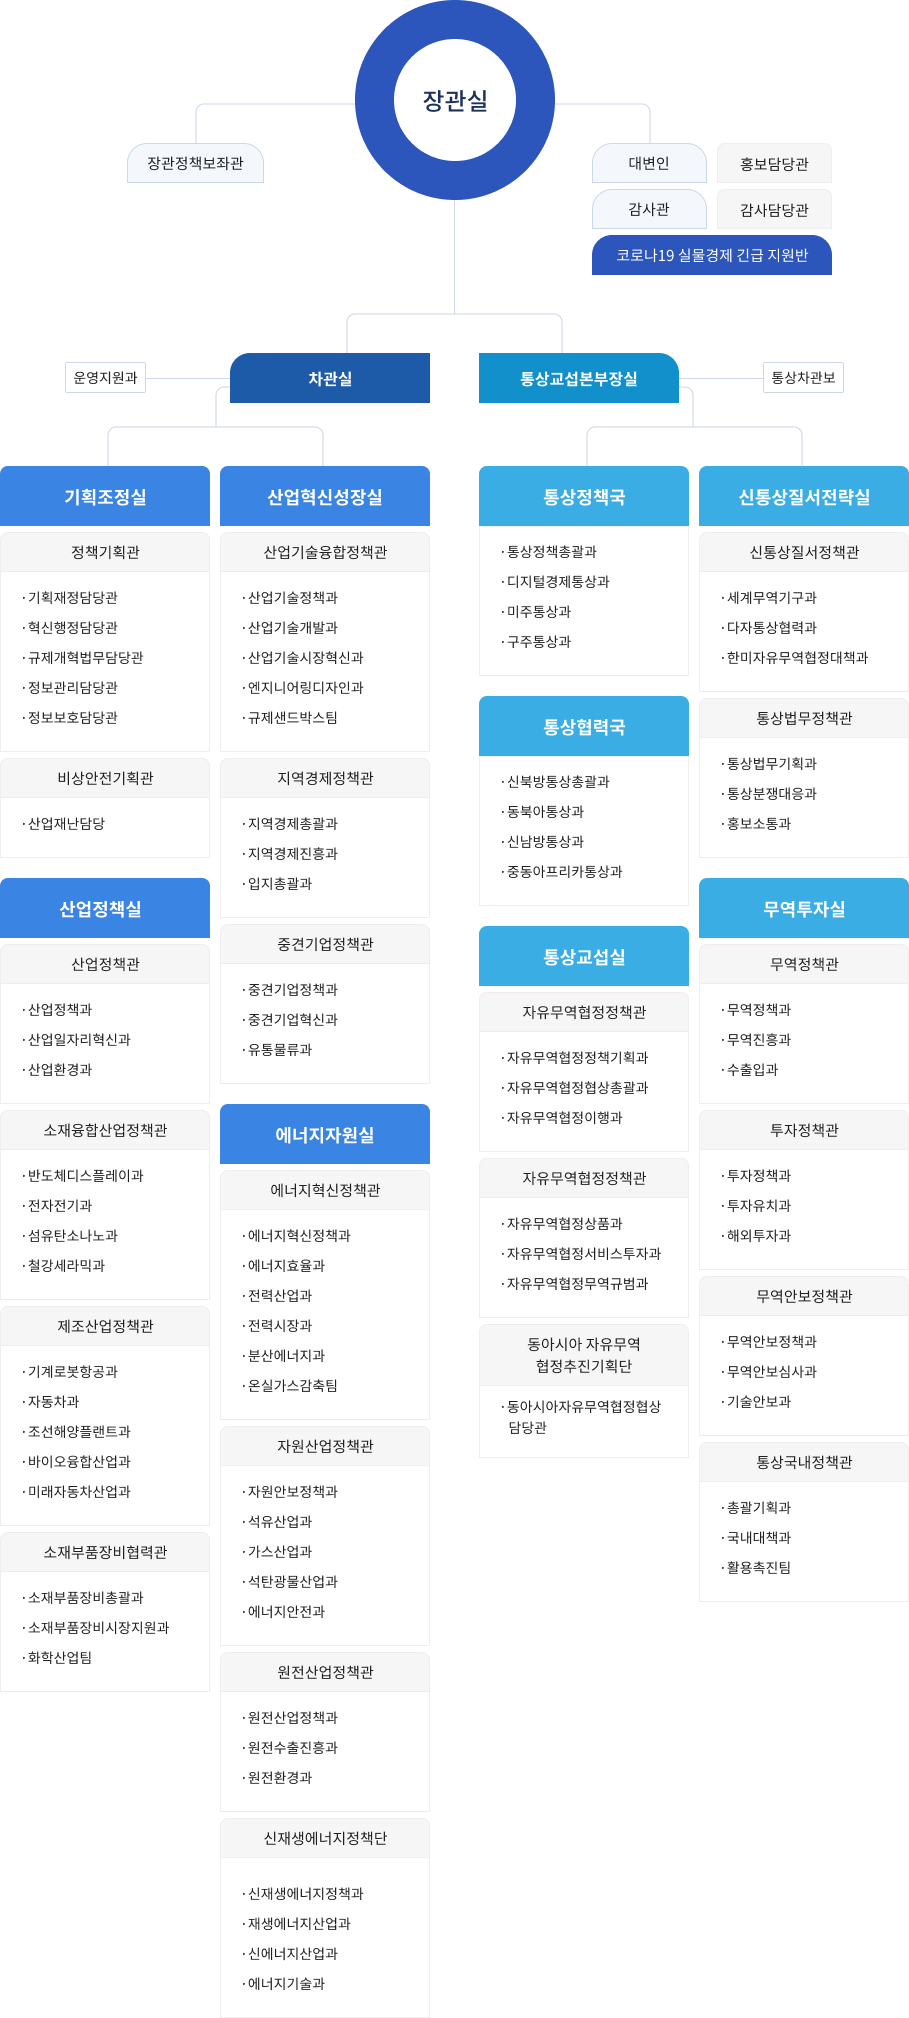 장관실
장관정책보좌관
대변인
홍보담당관
감사관
감사담당관
코로나19 실물경제 긴급 지원반
운영지원과
차관실
통상교섭본부장실
통상차관보
기획조정실
정책기획관
· 기획재정담당관
· 혁신행정담당관
· 규제개혁법무담당관
· 정보관리담당관
· 정보보호담당관
비상안전기획관
· 산업재난담당
산업정책실
산업정책관
· 산업정책과
· 산업일자리혁신과
· 산업환경과
소재융합산업정책관
· 반도체디스플레이과
· 전자전기과
· 섬유탄소나노과
· 철강세라믹과
제조산업정책관
· 기계로봇항공과
· 자동차과
· 조선해양플랜트과
· 바이오융합산업과
· 미래자동차산업과
소재부품장비협력관
· 소재부품장비총괄과
· 소재부품장비시장지원과
· 화학산업팀
산업혁신성장실
산업기술융합정책관
· 산업기술정책과
· 산업기술개발과
· 산업기술시장혁신과
· 엔지니어링디자인과
· 규제샌드박스팀
지역경제정책관
· 지역경제총괄과
· 지역경제진흥과
· 입지총괄과
중견기업정책관
· 중견기업정책과
· 중견기업혁신과
· 유통물류과
에너지자원실
에너지혁신정책관
· 에너지혁신정책과
· 에너지효율과
· 전력산업과
· 전력시장과
· 분산에너지과
· 온실가스감축팀
자원산업정책관
· 자원안보정책과
· 석유산업과
· 가스산업과
· 석탄광물산업과
· 에너지안전과
원전산업정책관
· 원전산업정책과
· 원전수출진흥과
· 원전환경과
신재생에너지정책단
· 신재생에너지정책과
· 재생에너지산업과
· 신에너지산업과
· 에너지기술과
통상정책국
· 통상정책총괄과
· 디지털경제통상과
· 미주통상과
· 구주통상과
통상협력국
· 신북방통상총괄과
· 동북아통상과
· 신남방통상과
· 중동아프리카통상과
통상교섭실
자유무역협정정책관
· 자유무역협정정책기획과
· 자유무역협정협상총괄과
· 자유무역협정이행과
자유무역협정정책관
· 자유무역협정상품과
· 자유무역협정서비스투자과
· 자유무역협정무역규범과
동아시아 자유무역
협정추진기획단
· 동아시아자유무역협정협상
담당관
신통상질서전략실
신통상질서정책관
· 세계무역기구과
· 다자통상협력과
· 한미자유무역협정대책과
통상법무정책관
· 통상법무기획과
· 통상분쟁대응과
· 홍보소통과
무역투자실
무역정책관
· 무역정책과
· 무역진흥과
· 수출입과
투자정책관
· 투자정책과
· 투자유치과
· 해외투자과
무역안보정책관
· 무역안보정책과
· 무역안보심사과
· 기술안보과
통상국내정책관
· 총괄기획과
· 국내대책과
· 활용촉진팀